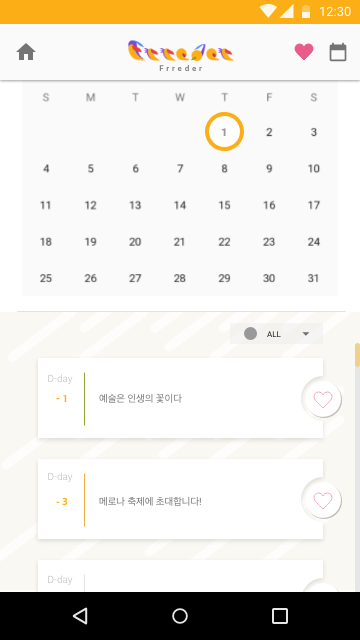 12:30
Frreder
Frreder
S M T W T F S
1 2 3
4 5 6 7 8 9 10
11 12 13 14 15 16 17
18 19 20 21 22 23 24
25 26 27 28 29 30 31
ALL
D-day
- 1
예술은 인생의 꽃이다
D-day
- 3
메로나 축제에 초대합니다!
D-day